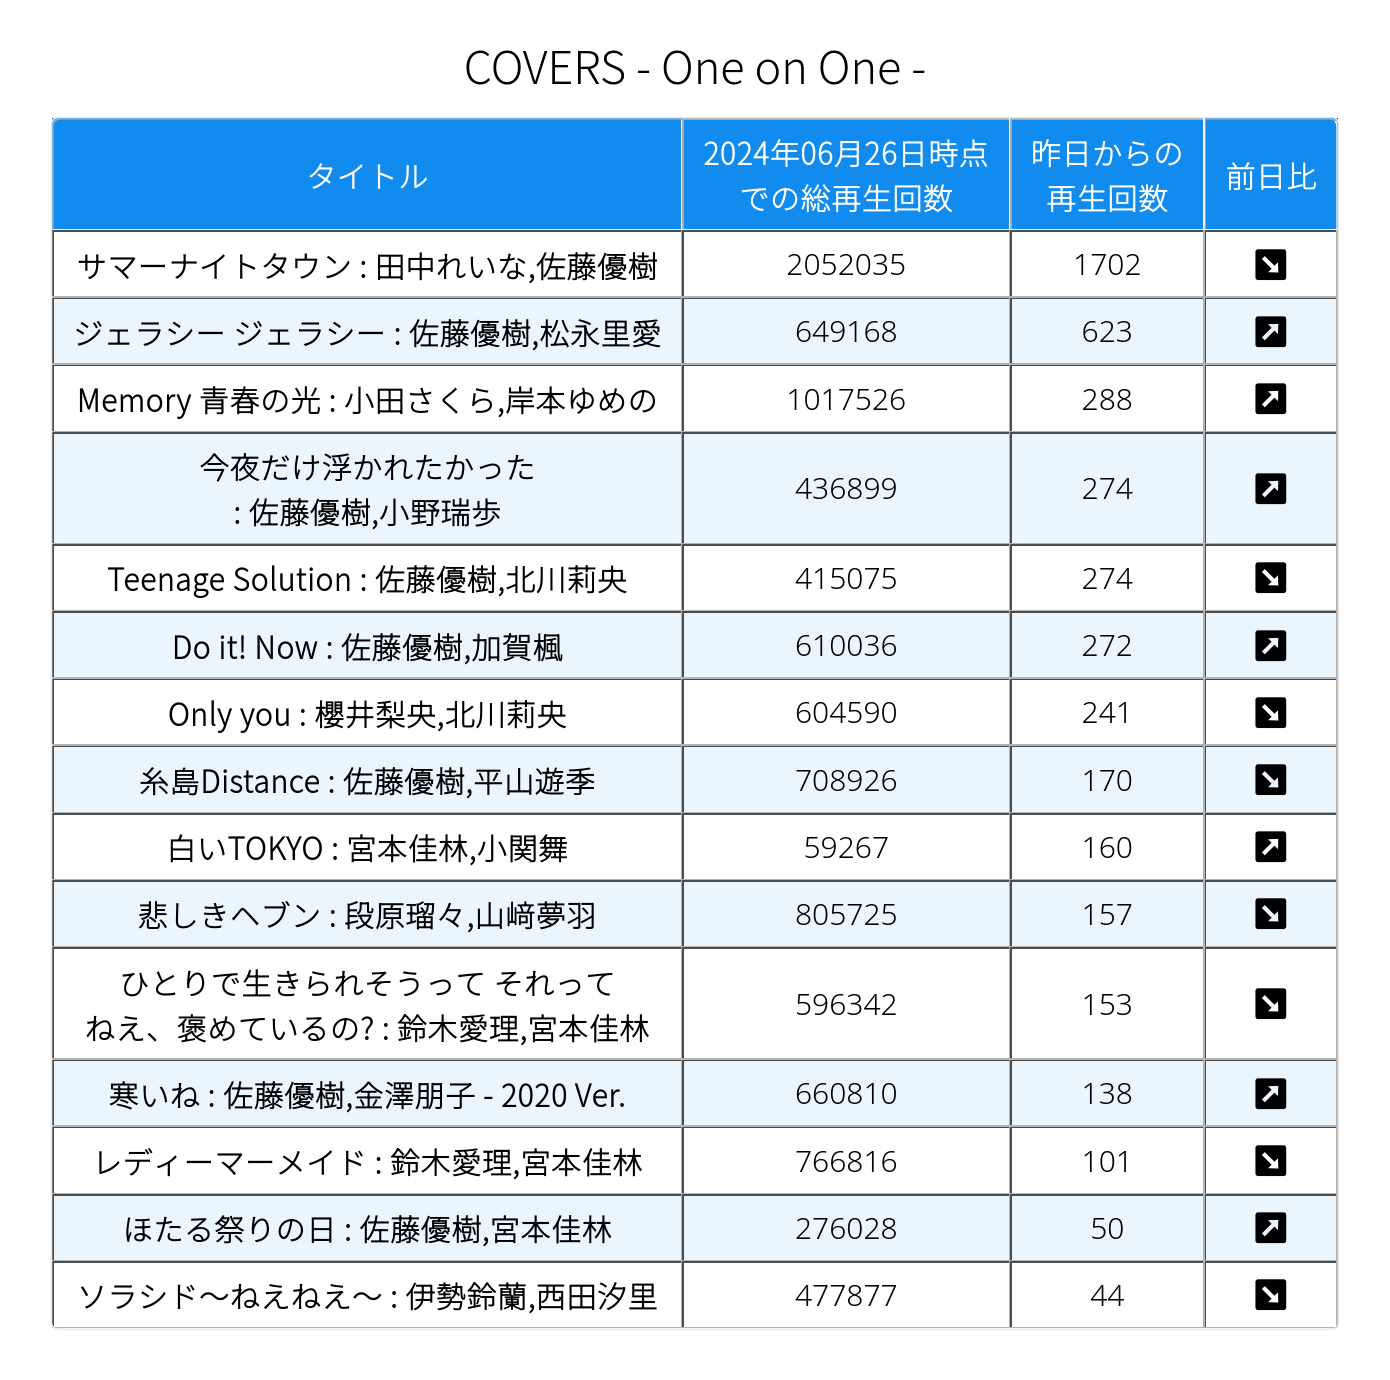 COVERS - One on One -
タイトル
2024年06月26日時点
での総再生回数
昨日からの
再生回数
前日比
サマーナイトタウン : 田中れいな,佐藤優樹
2052035
1702
ジェラシー ジェラシー : 佐藤優樹,松永里愛
649168
623
Memory 青春の光 : 小田さくら,岸本ゆめの
1017526
288
今夜だけ浮かれたかった
: 佐藤優樹,小野瑞歩
436899
274
Teenage Solution : 佐藤優樹,北川莉央
415075
274
Do it! Now : 佐藤優樹,加賀楓
610036
272
Only you : 櫻井梨央,北川莉央
604590
241
糸島Distance : 佐藤優樹,平山遊季
708926
170
白いTOKYO : 宮本佳林,小関舞
59267
160
悲しきヘブン : 段原瑠々,山﨑夢羽
805725
157
ひとりで生きられそうって それって
ねえ、褒めているの? : 鈴木愛理,宮本佳林
596342
153
寒いね : 佐藤優樹,金澤朋子 - 2020 Ver.
660810
138
レディーマーメイド : 鈴木愛理,宮本佳林
766816
101
ほたる祭りの日 : 佐藤優樹,宮本佳林
276028
50
ソラシド～ねえねえ～ : 伊勢鈴蘭,西田汐里
477877
44